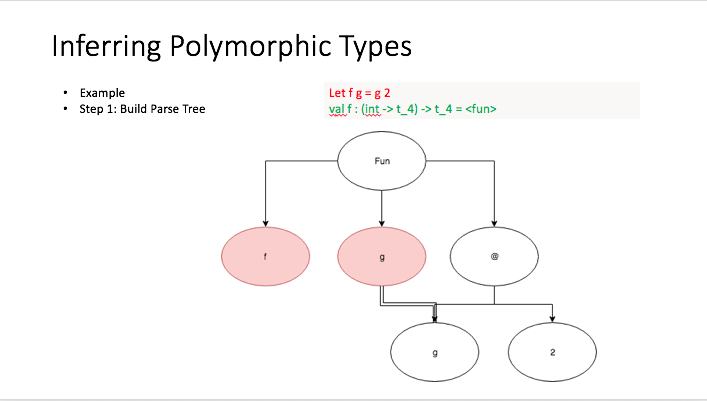 Inferring Polymorphic Types
• Example
• Step 1: Build Parse Tree
Let f g = g 2
val f : (int -> t_4) -> t_4 = <fun>
Fun
f
g
@
g
2